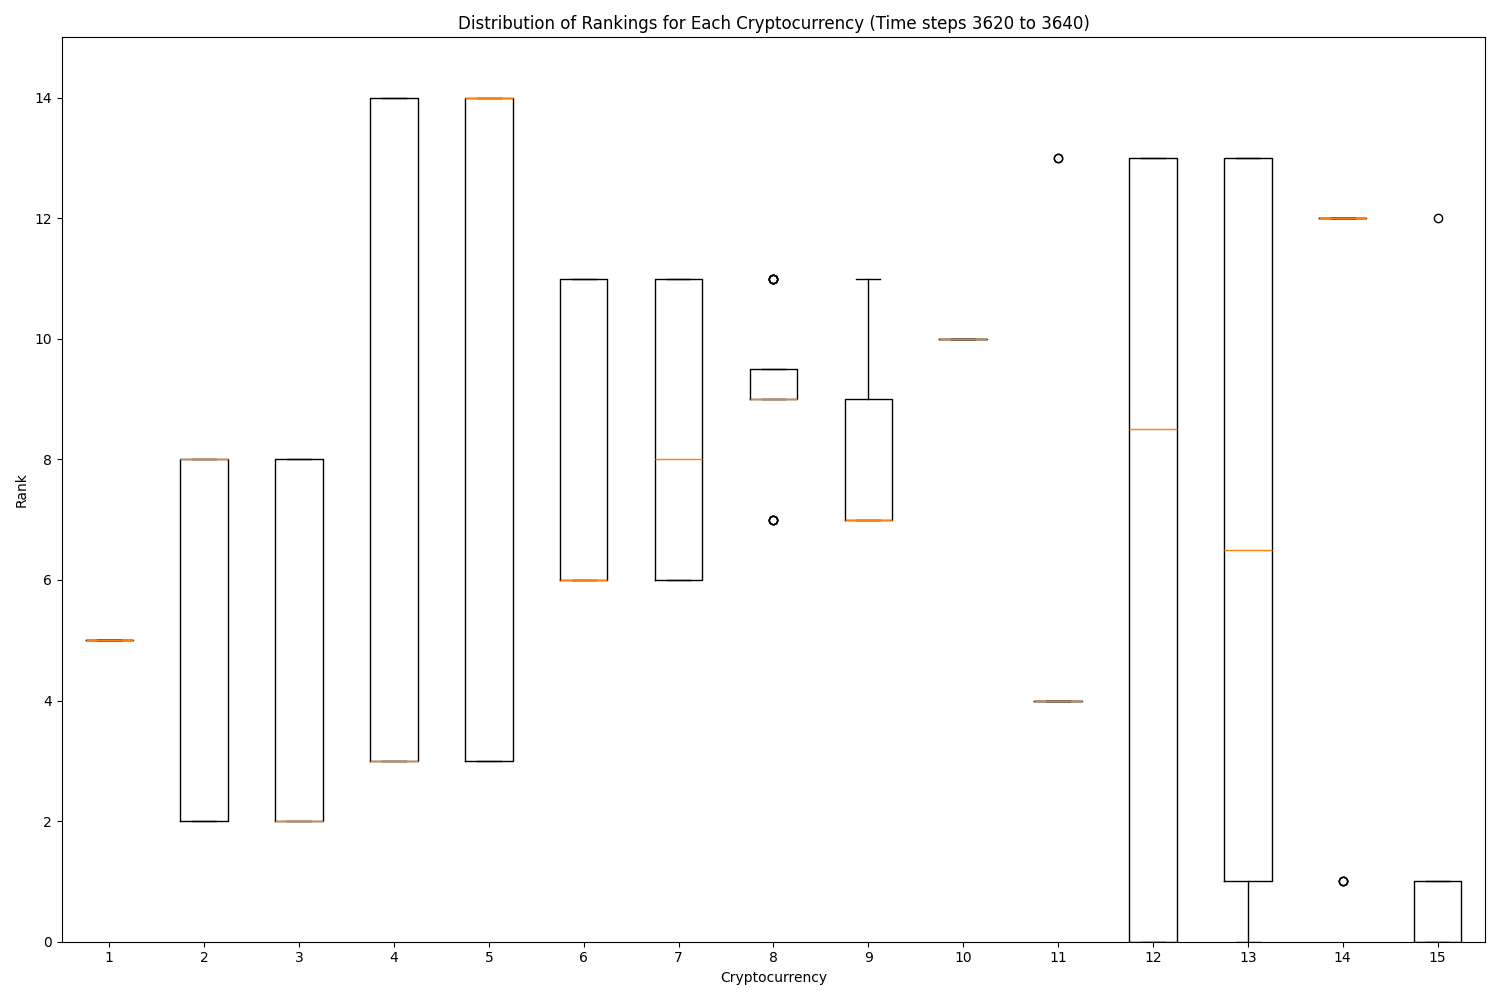 Distribution of Rankings for Each Cryptocurrency (Time steps 3620 to 3640)
14
12
10
8
6
4
2
0
Rank
1 2 3 4 5 6 7 8 9 10 11 12 13 14 15
Cryptocurrency